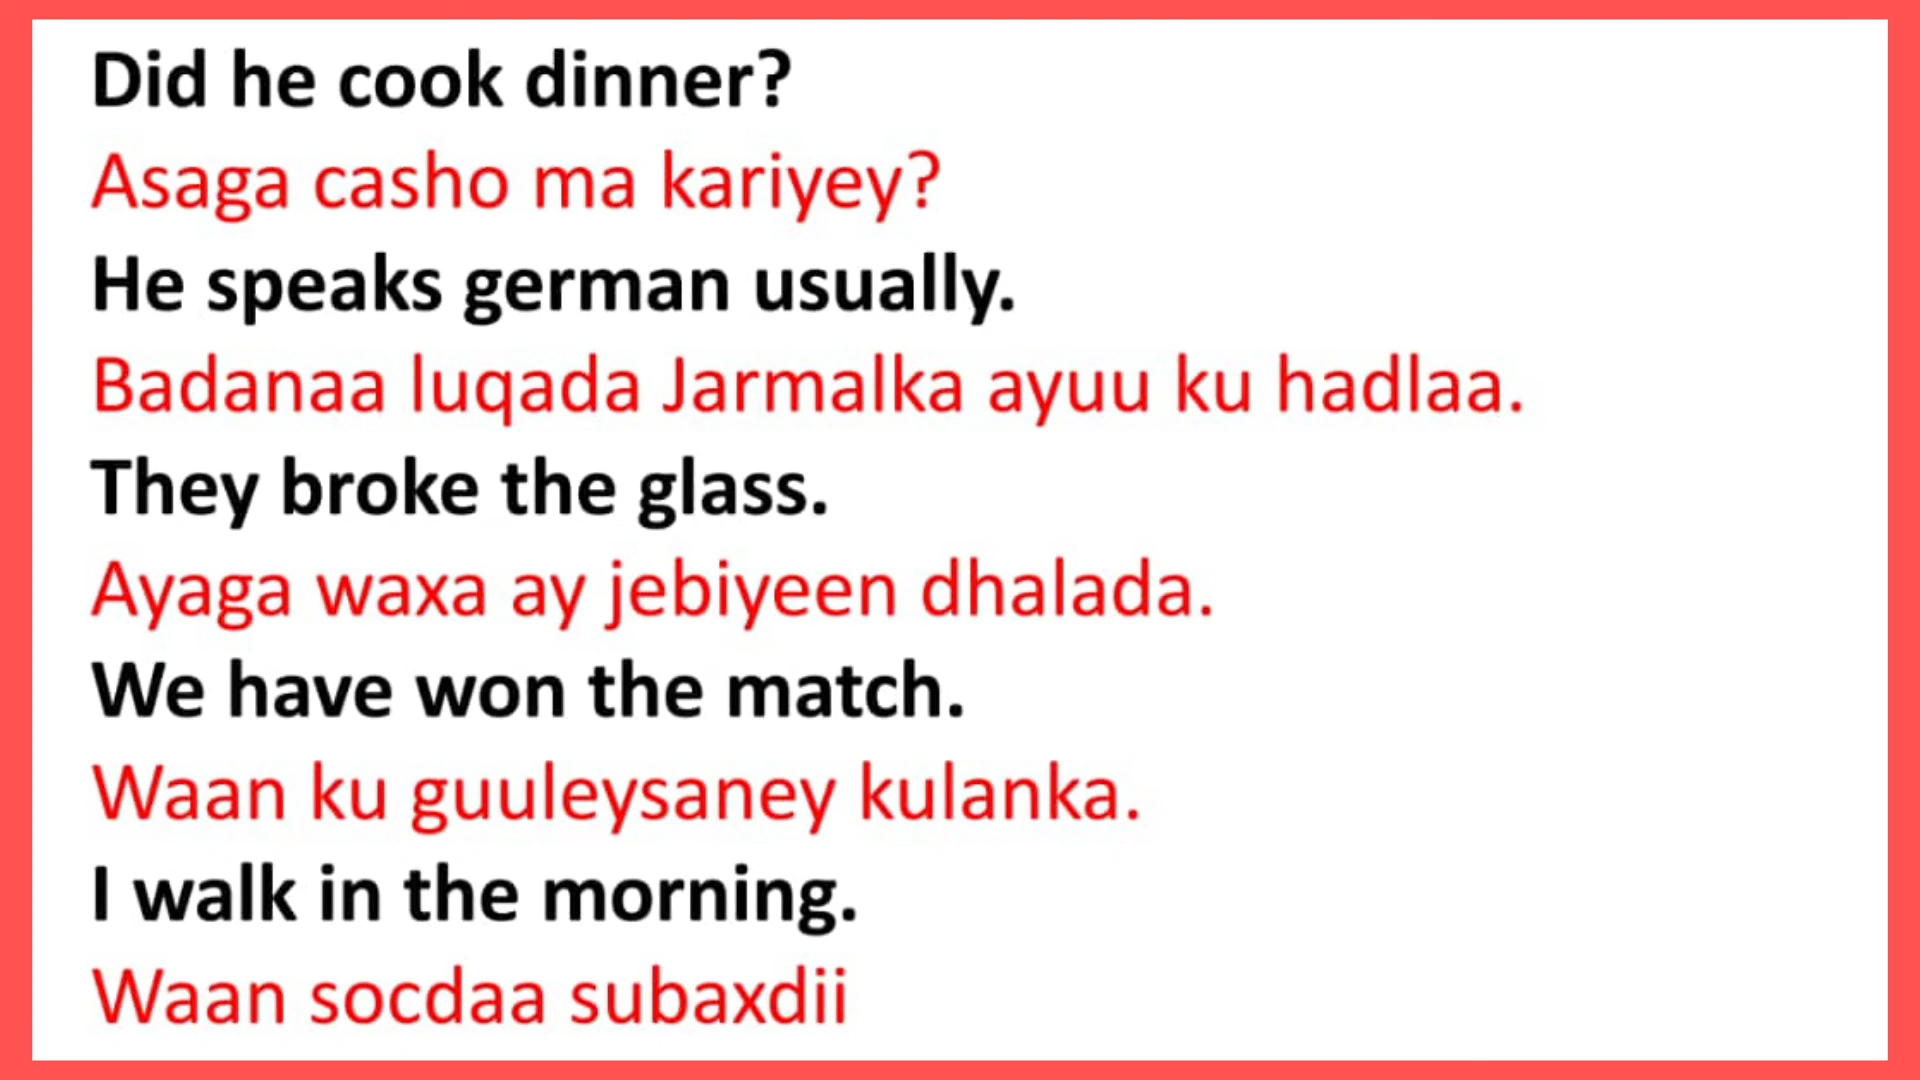 Did he cook dinner?
Asaga casho ma kariyey?
He speaks german usually.
Badanaa luqada Jarmalka ayuu ku hadlaa.
They broke the glass.
Ayaga waxa ay jebiyeen dhalada.
We have won the match.
Waan ku guuleysaney kulanka.
I walk in the morning.
Waan socdaa subaxdii